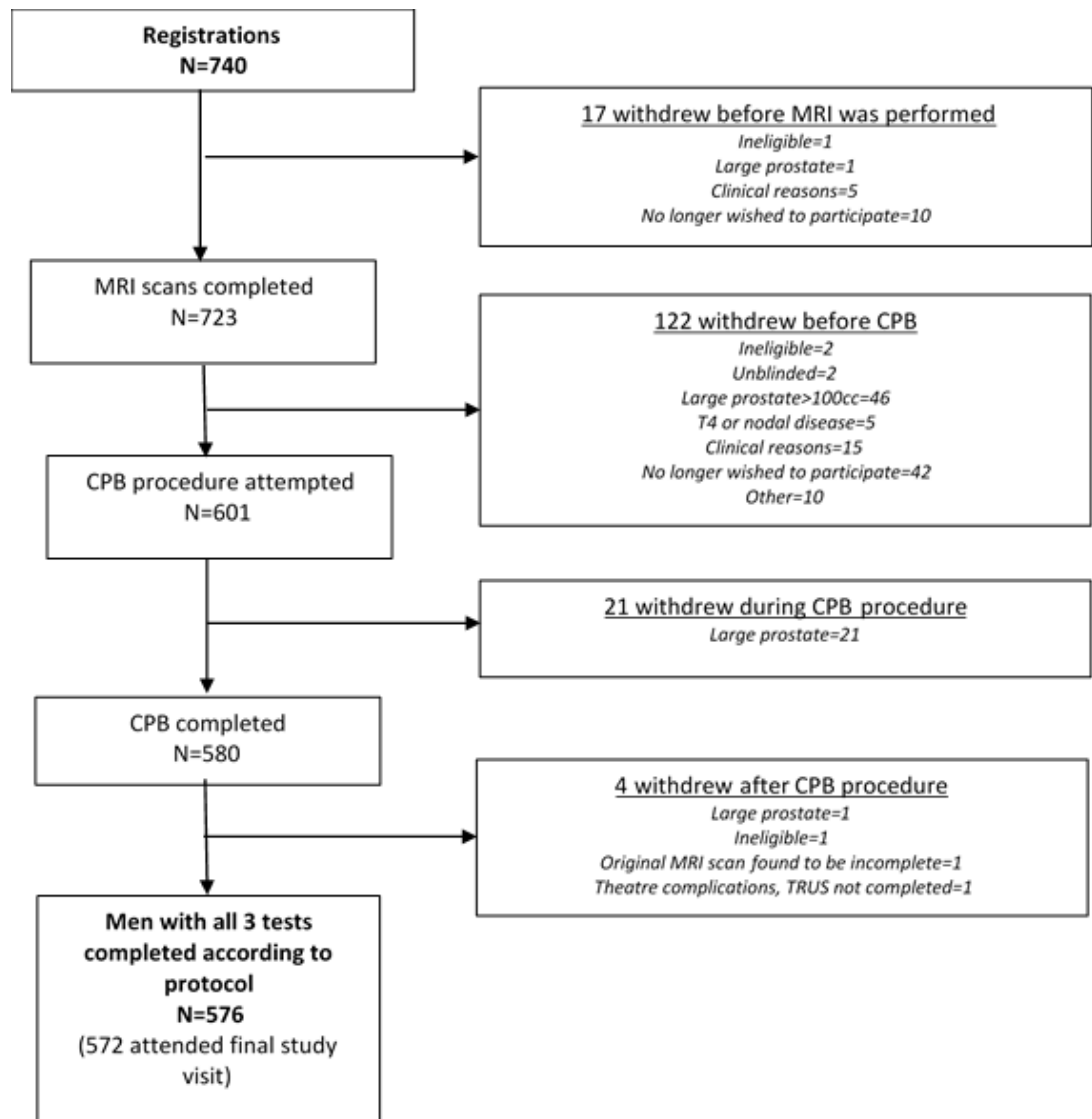 Registrations
N=740
17 withdrew before MRI was performed
Ineligible=1
Large prostate=1
Clinical reasons=5
No longer wished to participate=10
MRI scans completed
N=723
122 withdrew before CPB
Ineligible=2
Unblinded=2
Large prostate>100cc=46
T4 or nodal disease=5
Clinical reasons=15
No longer wished to participate=42
Other=10
CPB procedure attempted
N=601
21 withdrew during CPB procedure
Large prostate=21
CPB completed
N=580
4 withdrew after CPB procedure
Large prostate=1
Ineligible=1
Original MRI scan found to be incomplete=1
Theatre complications, TRUS not completed=1
Men with all 3 tests
completed according to
protocol
N=576
(572 attended final study
visit)